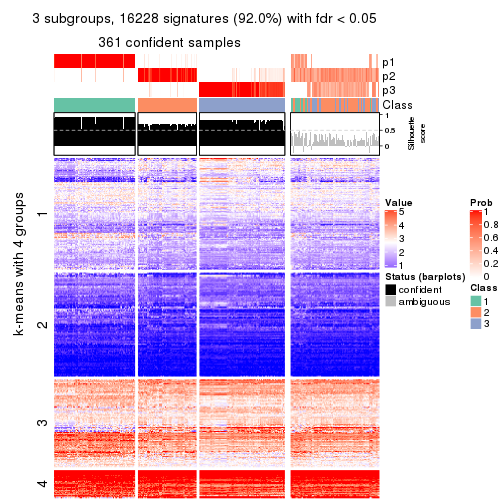 3 subgroups, 16228 signatures (92.0%) with fdr < 0.05
361 confident samples
p1
p2
p3
Class
1
0.5
0
Silhouette
score
k-means with 4 groups
1
2
3
4
Value
5
4
3
2
1
Status (barplots)
confident
ambiguous
Prob
1
0.8
0.6
0.4
0.2
0
Class
1
2
3